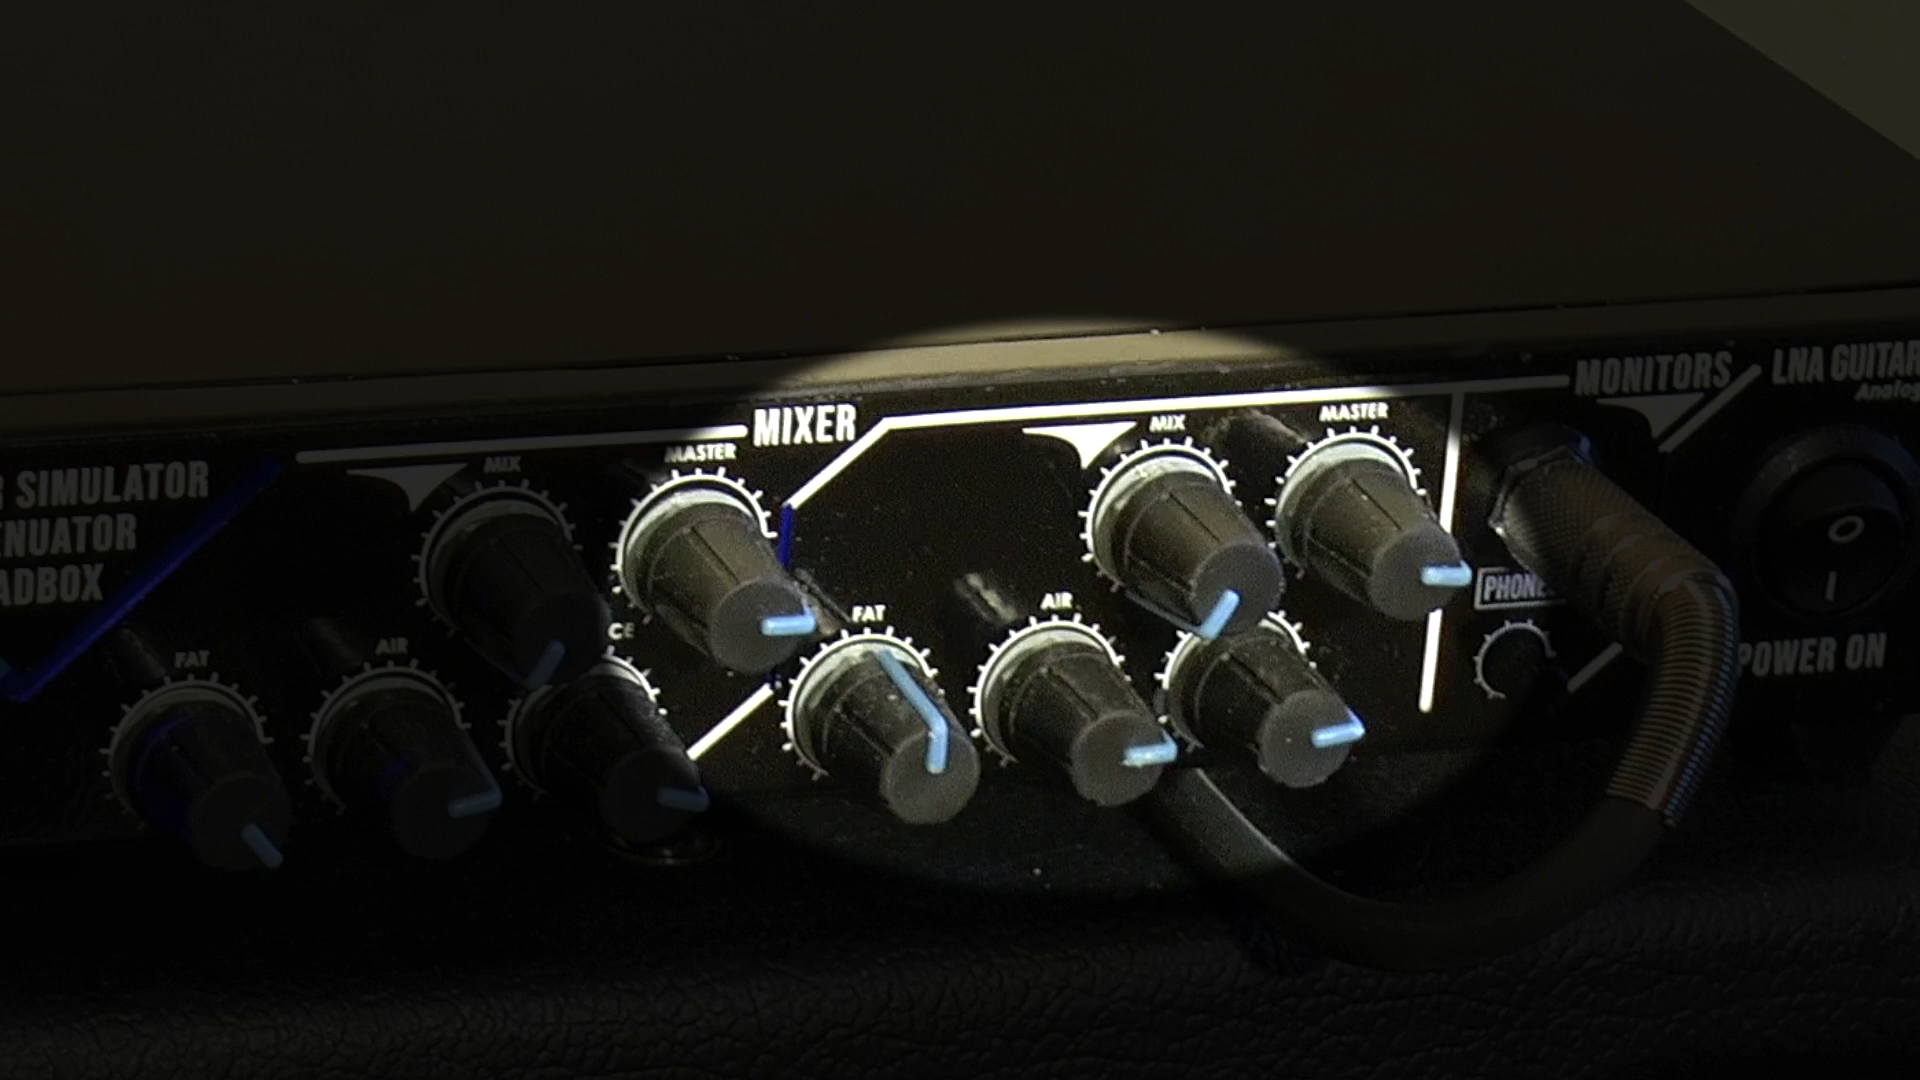 R SIMULATOR
ENUATOR
ADBOX
MIX
MASTER
FAT
AIR
CE
MIXER
MIX
MASTER
FAT
AIR
MONITORS
PHONE
LNA GUITAR
Analog
POWER ON
O
I